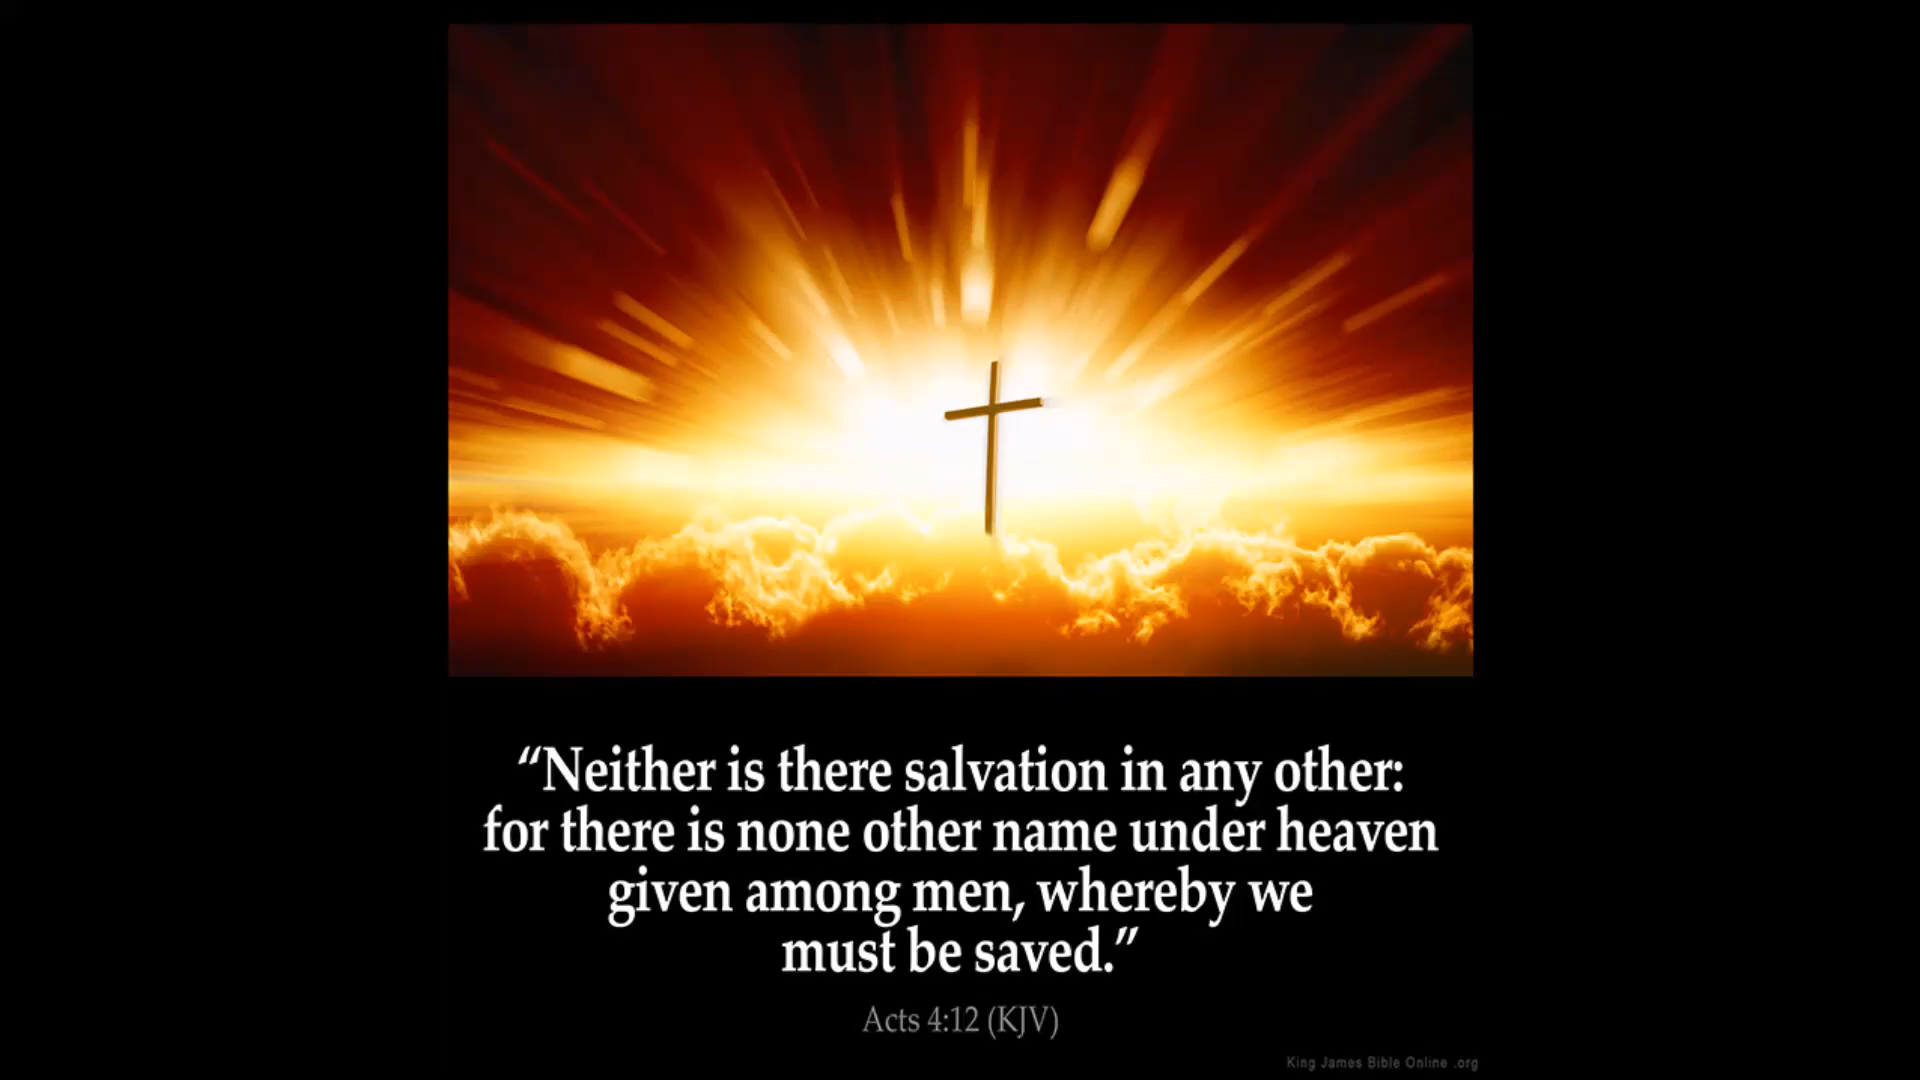 “Neither is there salvation in any other:
for there is none other name under heaven
given among men, whereby we
must be saved.”
Acts 4:12 (KJV)
King James Bible Online .org